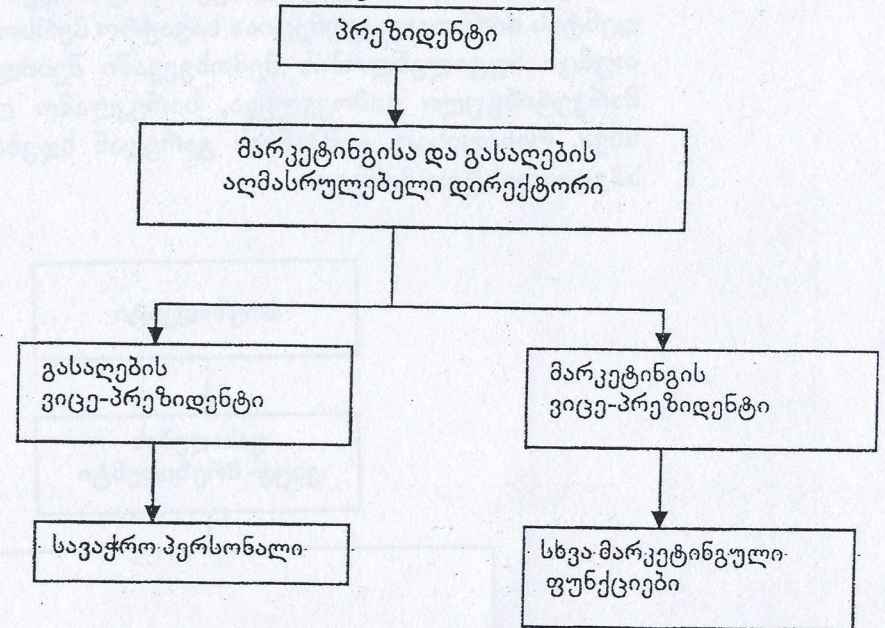 პრეზიდენტი
მარკეტინგისა და გასაღების
აღმასრულებელი დირექტორი
გასაღების
ვიცე-პრეზიდენტი
მარკეტინგის
ვიცე-პრეზიდენტი
სავაჭრო პერსონალი
სხვა მარკეტინგული
ფუნქციები